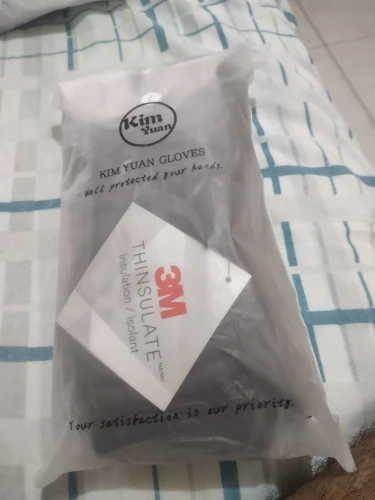 Kim
Yuan
KIM YUAN GLOVES
Well protected your hands.
3M
THINSULATE
Insulation / Isolant
Your satisfaction is our priority.